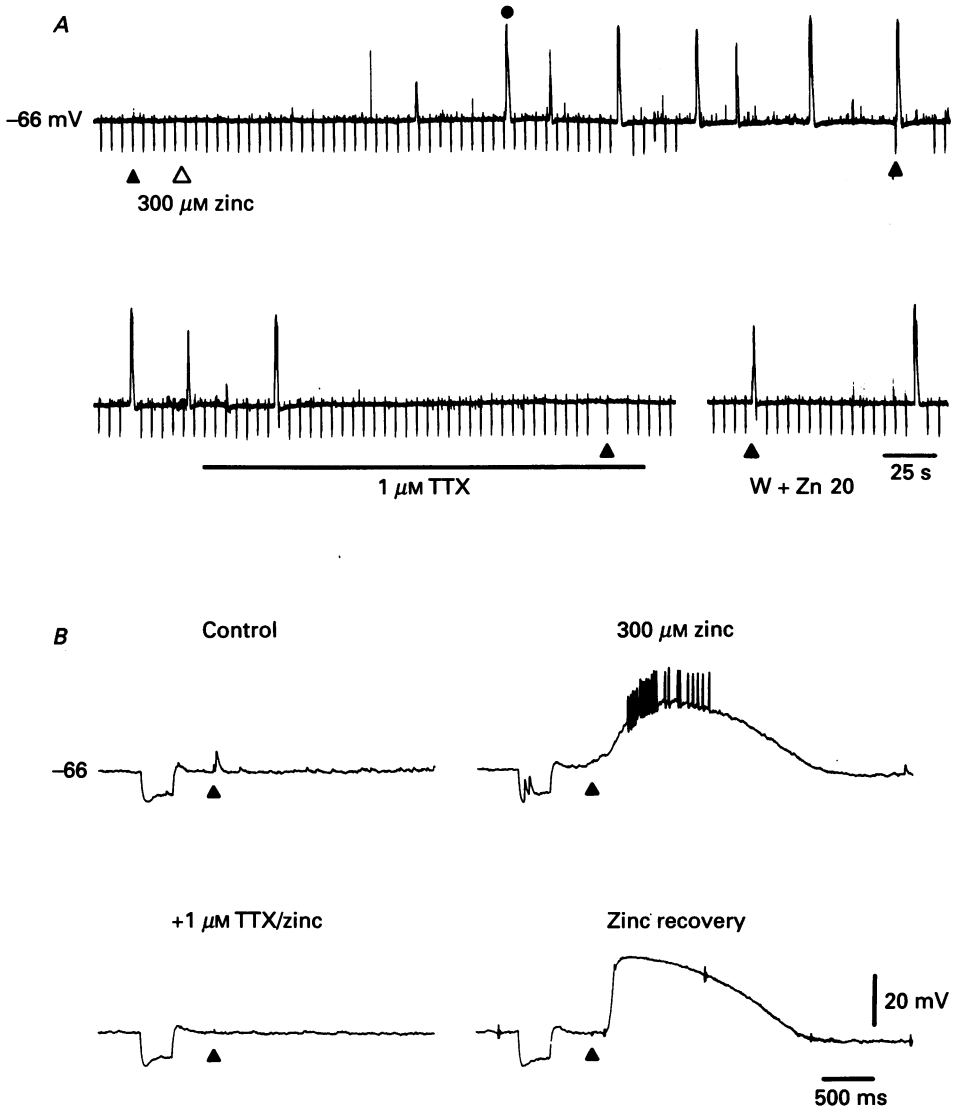 A
–66 mV
300 μM zinc
1 μM TTX
W + Zn 20
25 s
B
Control
300 μM zinc
–66
+1 μM TTX/zinc
Zinc recovery
20 mV
500 ms